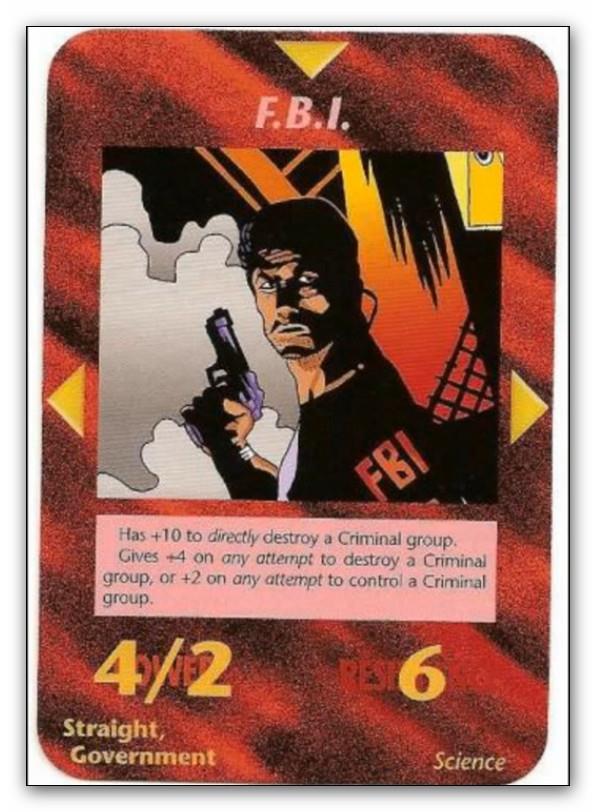 F.B.I.
FBI
Has +10 to directly destroy a Criminal group.
Gives +4 on any attempt to destroy a Criminal
group, or +2 on any attempt to control a Criminal
group.
4/2 6
Straight,
Government
Science